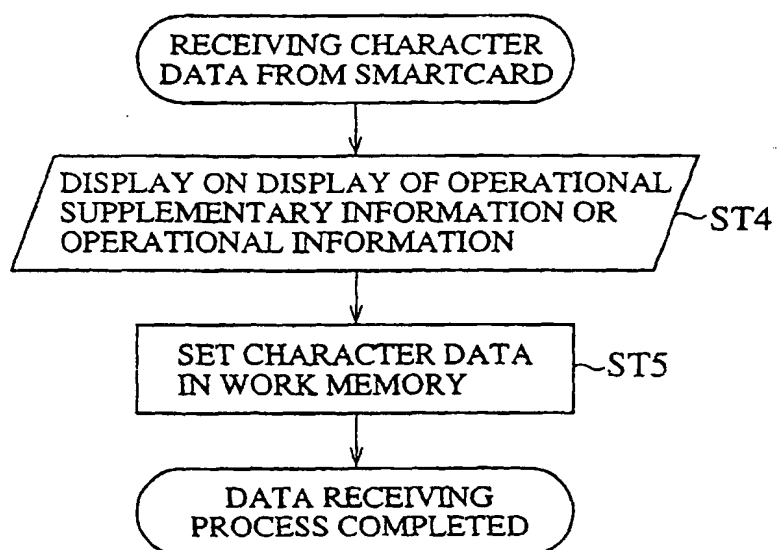 RECEIVING CHARACTER
DATA FROM SMARTCARD
DISPLAY ON DISPLAY OF OPERATIONAL
SUPPLEMENTARY INFORMATION OR
OPERATIONAL INFORMATION
ST4
SET CHARACTER DATA
IN WORK MEMORY
ST5
DATA RECEIVING
PROCESS COMPLETED